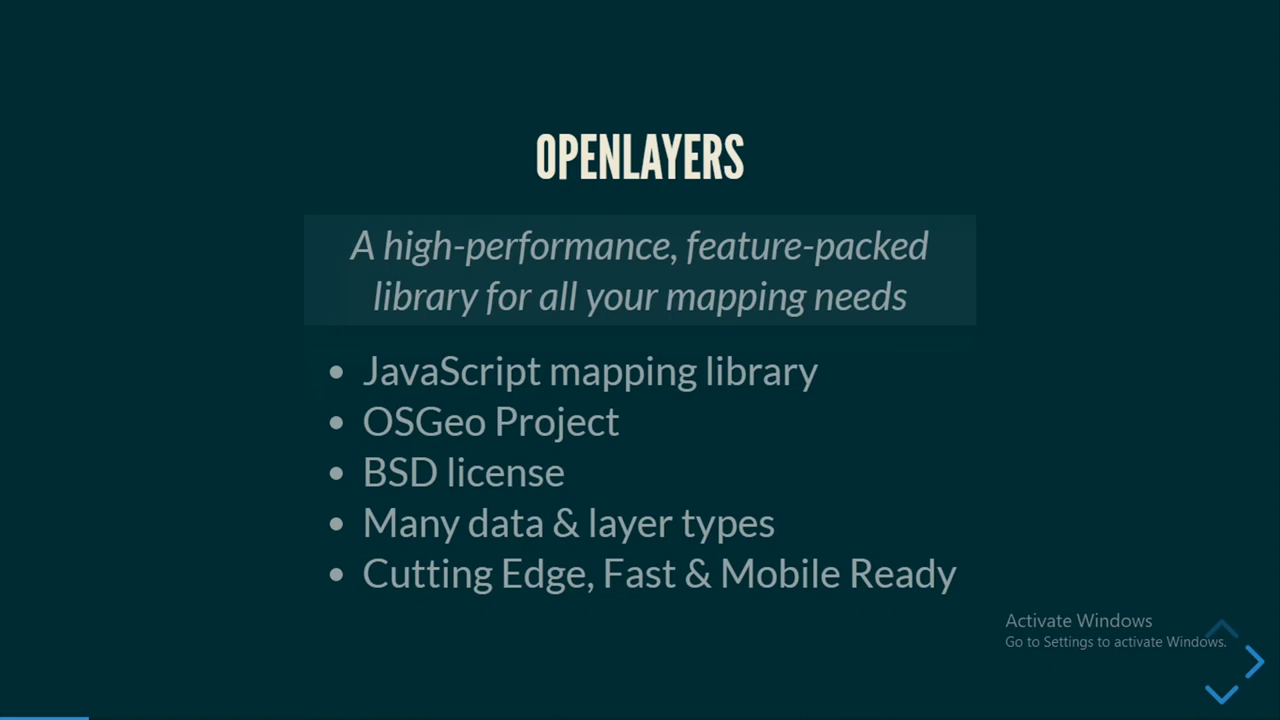 OPENLAYERS
A high-performance, feature-packed
library for all your mapping needs
• JavaScript mapping library
• OSGeo Project
• BSD license
• Many data & layer types
• Cutting Edge, Fast & Mobile Ready
Activate Windows
Go to Settings to activate Windows.